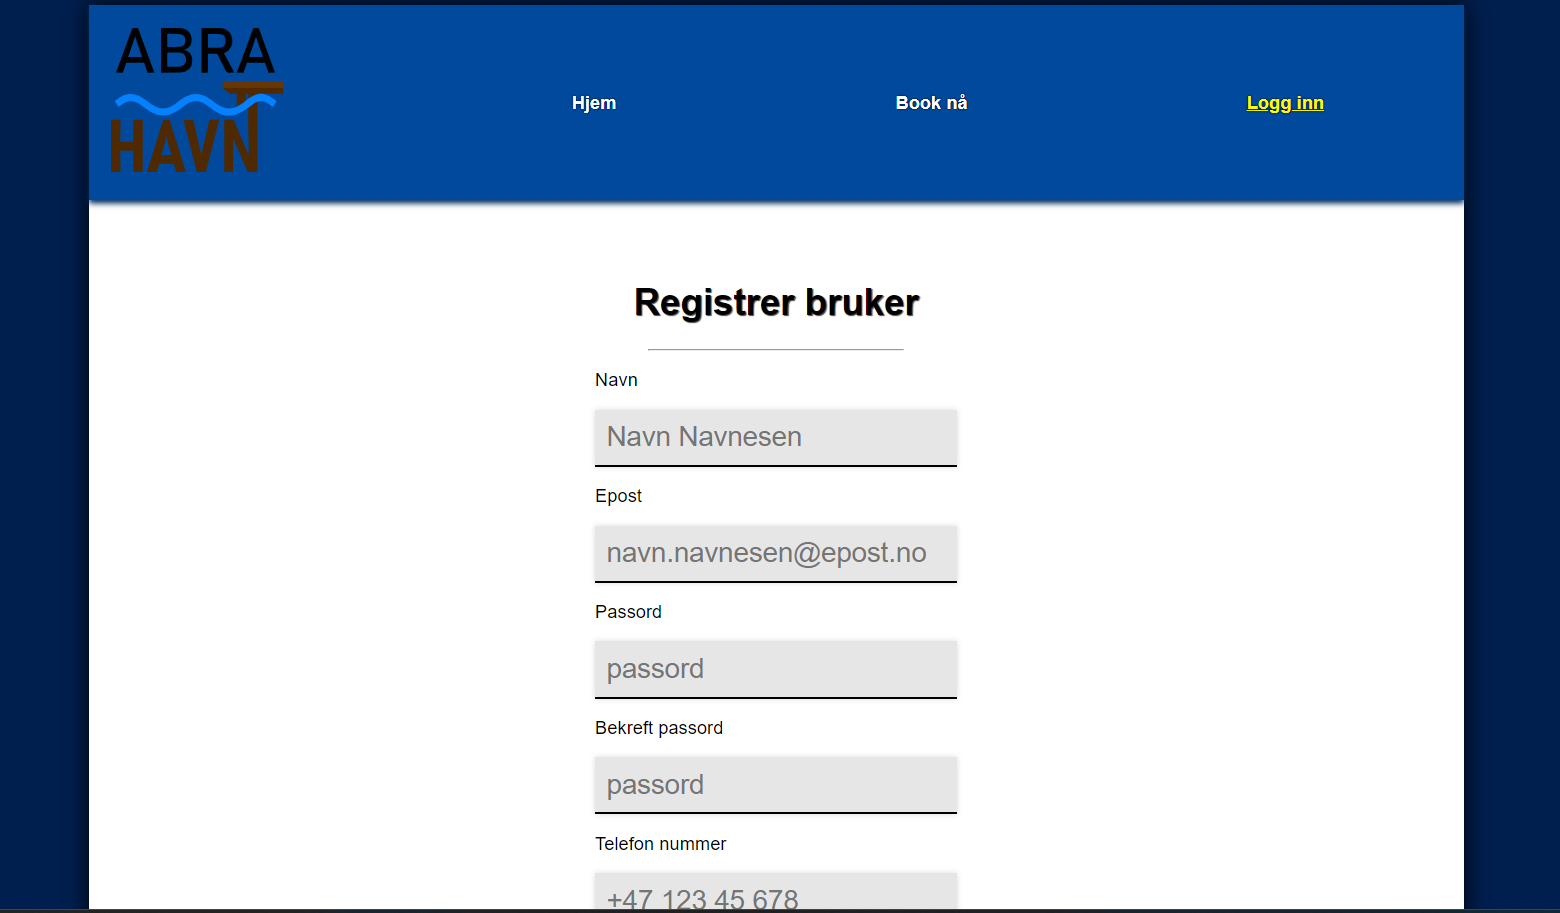 ABRA
HAVN
Hjem
Book nå
Logg inn
Registrer bruker
Navn
Navn Navnesen
Epost
navn.navnesen@epost.no
Passord
passord
Bekreft passord
passord
Telefon nummer
+47 123 45 678